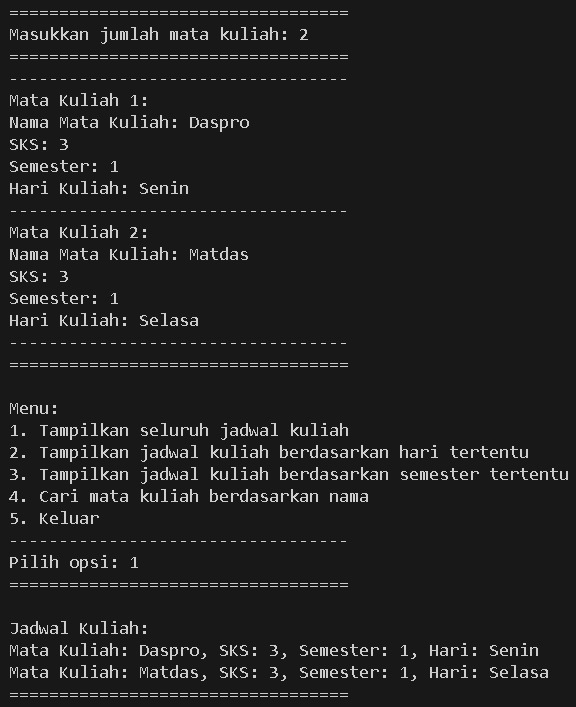 ==================================
Masukkan jumlah mata kuliah: 2
==================================
----------------------------------
Mata Kuliah 1:
Nama Mata Kuliah: Daspro
SKS: 3
Semester: 1
Hari Kuliah: Senin
----------------------------------
Mata Kuliah 2:
Nama Mata Kuliah: Matdas
SKS: 3
Semester: 1
Hari Kuliah: Selasa
----------------------------------
==================================

Menu:
1. Tampilkan seluruh jadwal kuliah
2. Tampilkan jadwal kuliah berdasarkan hari tertentu
3. Tampilkan jadwal kuliah berdasarkan semester tertentu
4. Cari mata kuliah berdasarkan nama
5. Keluar
----------------------------------
Pilih opsi: 1
==================================

Jadwal Kuliah:
Mata Kuliah: Daspro, SKS: 3, Semester: 1, Hari: Senin
Mata Kuliah: Matdas, SKS: 3, Semester: 1, Hari: Selasa
==================================